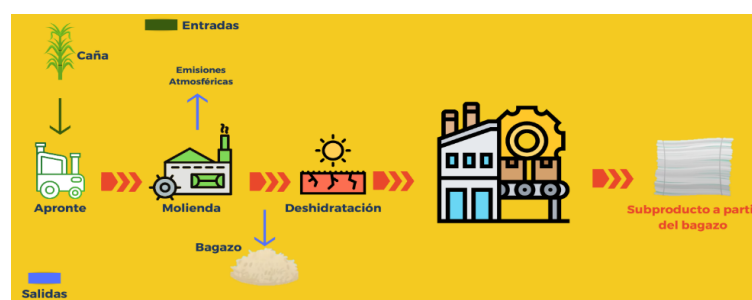 Entradas
Caña
Emisiones
Atmosféricas
Apronte
Molienda
Deshidratación
Bagazo
Subproducto a parti
del bagazo
Salidas